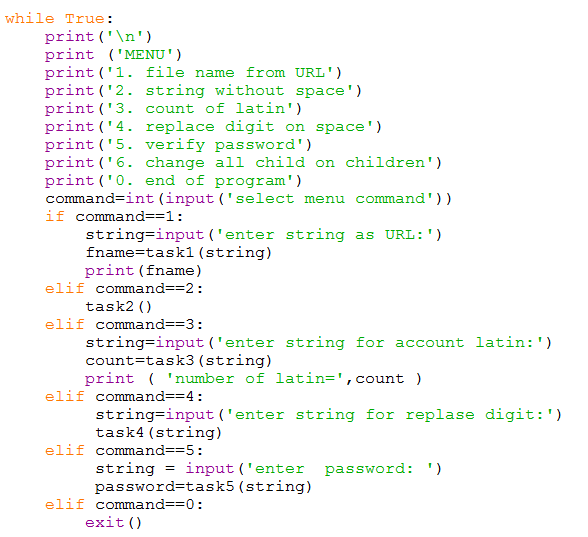 while True:
    print('\n')
    print ('MENU')
    print('1. file name from URL')
    print('2. string without space')
    print('3. count of latin')
    print('4. replace digit on space')
    print('5. verify password')
    print('6. change all child on children')
    print('0. end of program')
    command=int(input('select menu command'))
    if command==1:
        string=input('enter string as URL:')
        fname=task1(string)
        print(fname)
    elif command==2:
        task2()
    elif command==3:
        string=input('enter string for account latin:')
        count=task3(string)
        print ( 'number of latin=',count )
    elif command==4:
         string=input('enter string for replase digit:')
         task4(string)
    elif command==5:
         string = input('enter  password: ')
         password=task5(string)
    elif command==0:
        exit()